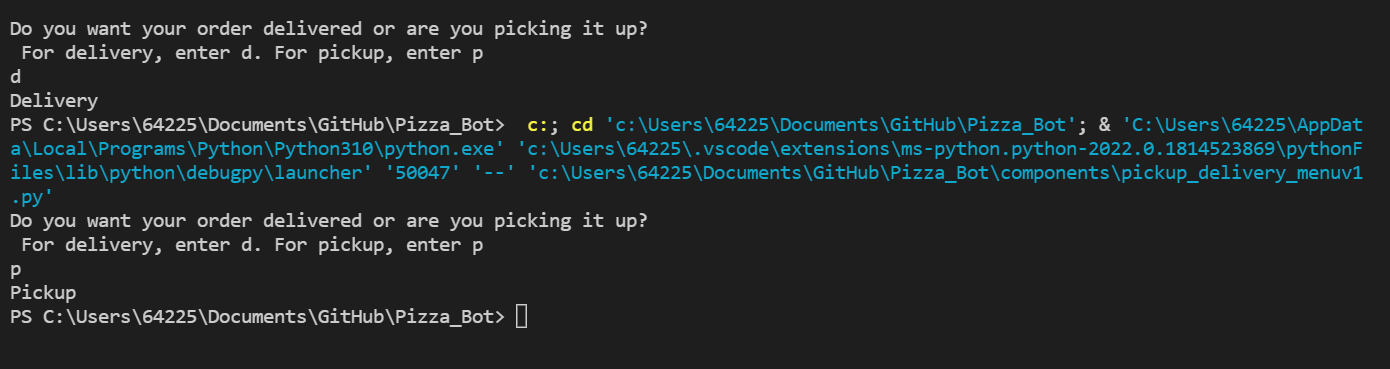 Do you want your order delivered or are you picking it up?
 For delivery, enter d. For pickup, enter p
d
Delivery
PS C:\Users\64225\Documents\GitHub\Pizza_Bot>  c:; cd 'c:\Users\64225\Documents\GitHub\Pizza_Bot'; & 'C:\Users\64225\AppDat
a\Local\Programs\Python\Python310\python.exe' 'c:\Users\64225\.vscode\extensions\ms-python.python-2022.0.1814523869\pythonF
iles\lib\python\debugpy\launcher' '50047' '--' 'c:\Users\64225\Documents\GitHub\Pizza_Bot\components\pickup_delivery_menuv1
.py'
Do you want your order delivered or are you picking it up?
 For delivery, enter d. For pickup, enter p
p
Pickup
PS C:\Users\64225\Documents\GitHub\Pizza_Bot>